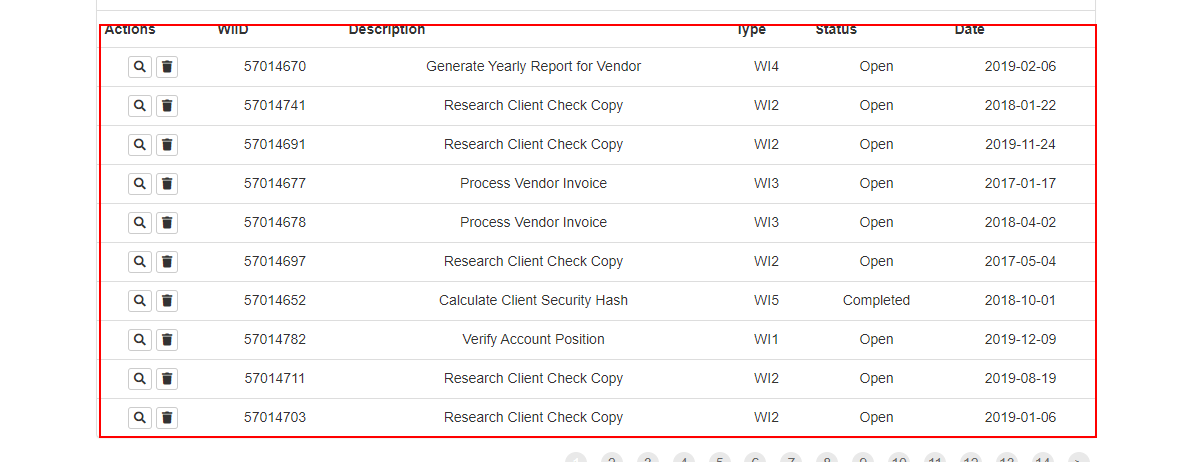 Actions WIID Description Type Status Date
57014670 Generate Yearly Report for Vendor WI4 Open 2019-02-06
57014741 Research Client Check Copy WI2 Open 2018-01-22
57014691 Research Client Check Copy WI2 Open 2019-11-24
57014677 Process Vendor Invoice WI3 Open 2017-01-17
57014678 Process Vendor Invoice WI3 Open 2018-04-02
57014697 Research Client Check Copy WI2 Open 2017-05-04
57014652 Calculate Client Security Hash WI5 Completed 2018-10-01
57014782 Verify Account Position WI1 Open 2019-12-09
57014711 Research Client Check Copy WI2 Open 2019-08-19
57014703 Research Client Check Copy WI2 Open 2019-01-06
1 2 3 4 5 6 7 8 9 10 11 12 13 14 >